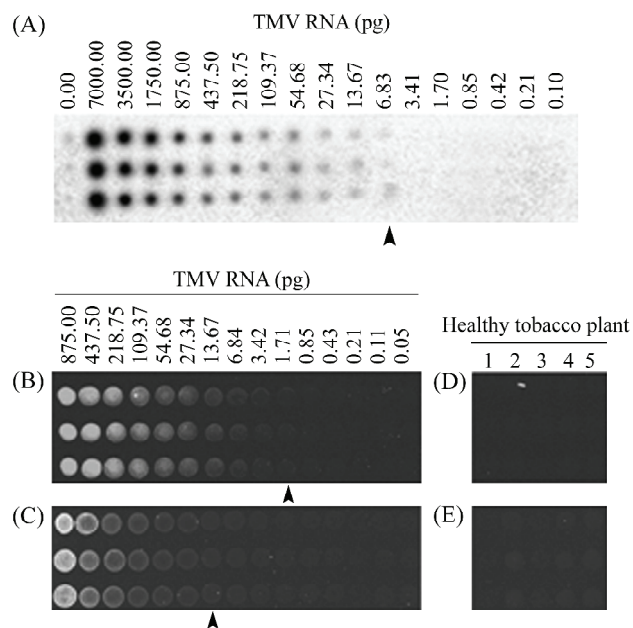 (A)
TMV RNA (pg)
0.00 7000.00 3500.00 1750.00 875.00 437.50 218.75 109.37 54.68 27.34 13.67 6.83 3.41 1.70 0.85 0.42 0.21 0.10
TMV RNA (pg)
875.00 437.50 218.75 109.37 54.68 27.34 13.67 6.84 3.42 1.71 0.85 0.43 0.21 0.11 0.05
Healthy tobacco plant
1 2 3 4 5
(B)
(D)
(C)
(E)